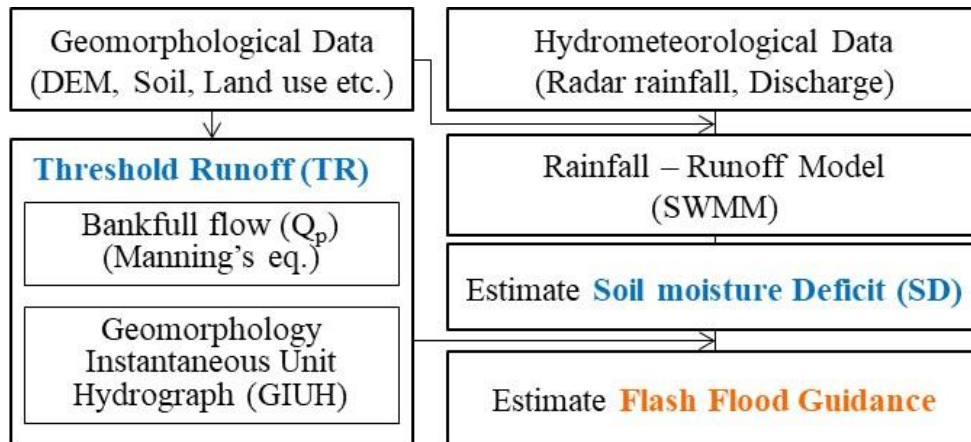 Geomorphological Data
(DEM, Soil, Land use etc.)
Threshold Runoff (TR)
Bankfull flow (Qp)
(Manning's eq.)
Geomorphology
Instantaneous Unit
Hydrograph (GIUH)
Hydrometeorological Data
(Radar rainfall, Discharge)
Rainfall – Runoff Model
(SWMM)
Estimate Soil moisture Deficit (SD)
Estimate Flash Flood Guidance